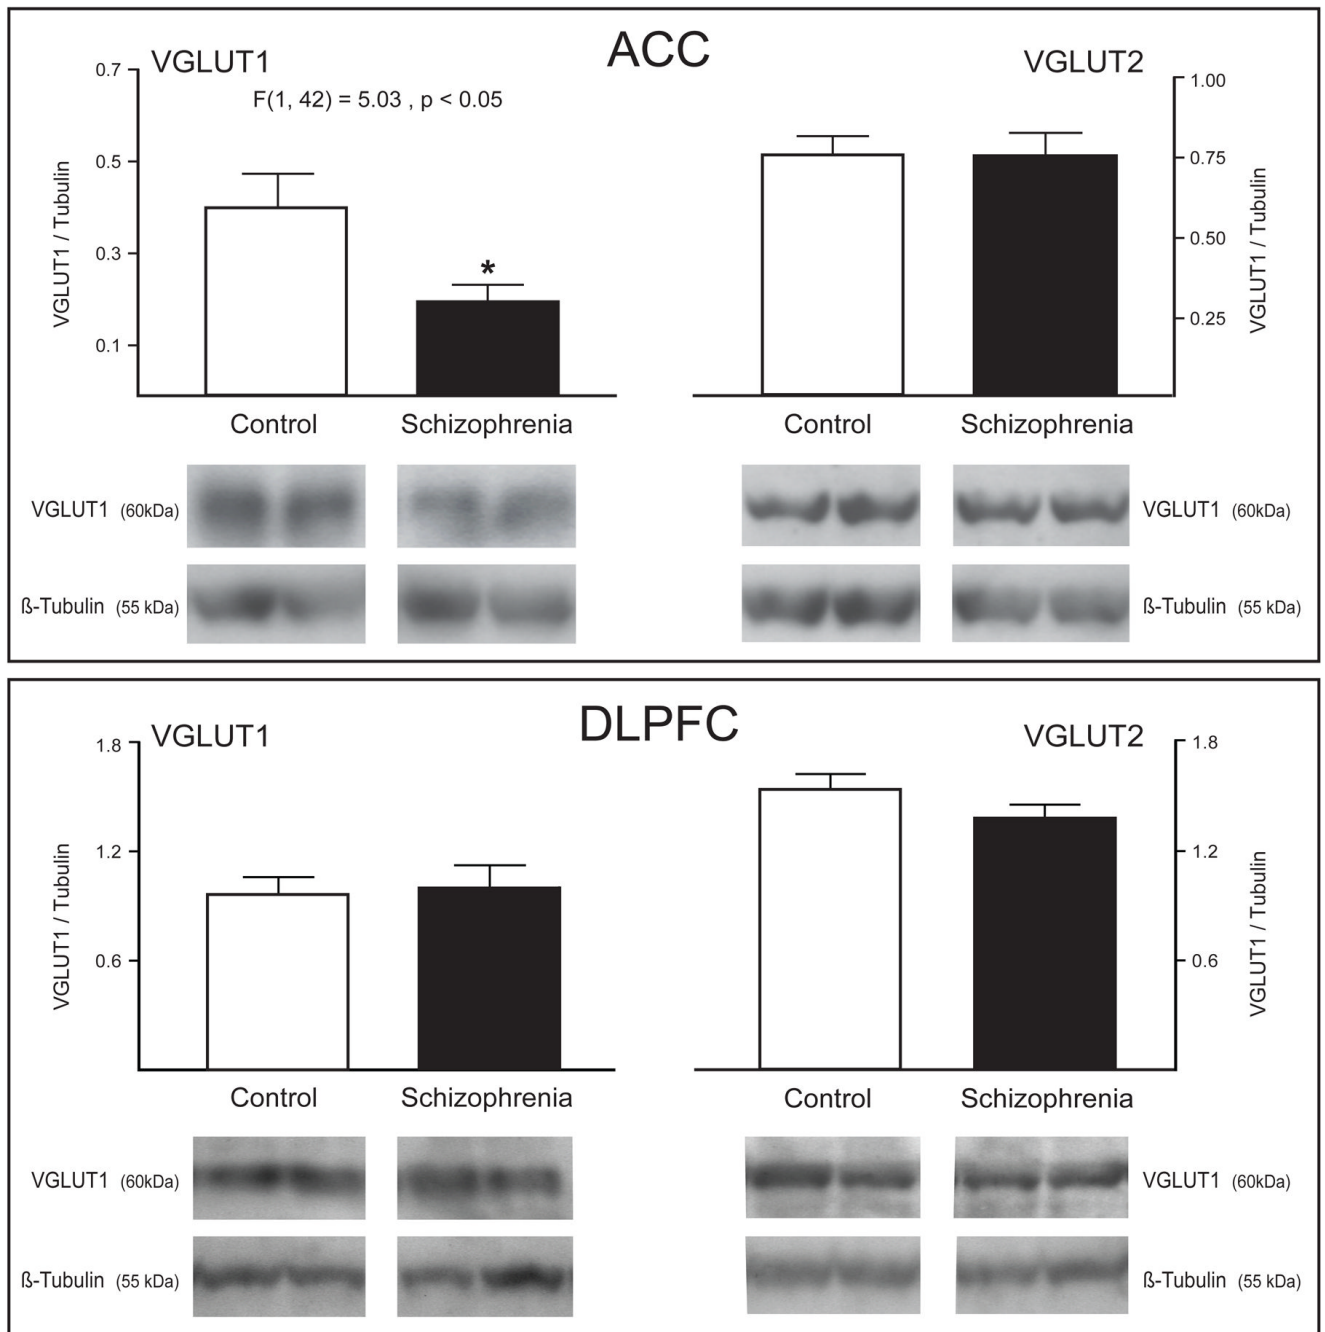 ACC
VGLUT1
VGLUT2
F(1, 42) = 5.03 , p < 0.05
0.7
0.5
0.3
0.1
VGLUT1 / Tubulin
*
1.00
0.75
0.50
0.25
VGLUT1 / Tubulin
Control
Schizophrenia
Control
Schizophrenia
VGLUT1 (60kDa)
VGLUT1 (60kDa)
ß-Tubulin (55 kDa)
ß-Tubulin (55 kDa)
DLPFC
VGLUT1
VGLUT2
1.8
1.2
0.6
VGLUT1 / Tubulin
1.8
1.2
0.6
VGLUT1 / Tubulin
Control
Schizophrenia
Control
Schizophrenia
VGLUT1 (60kDa)
VGLUT1 (60kDa)
ß-Tubulin (55 kDa)
ß-Tubulin (55 kDa)